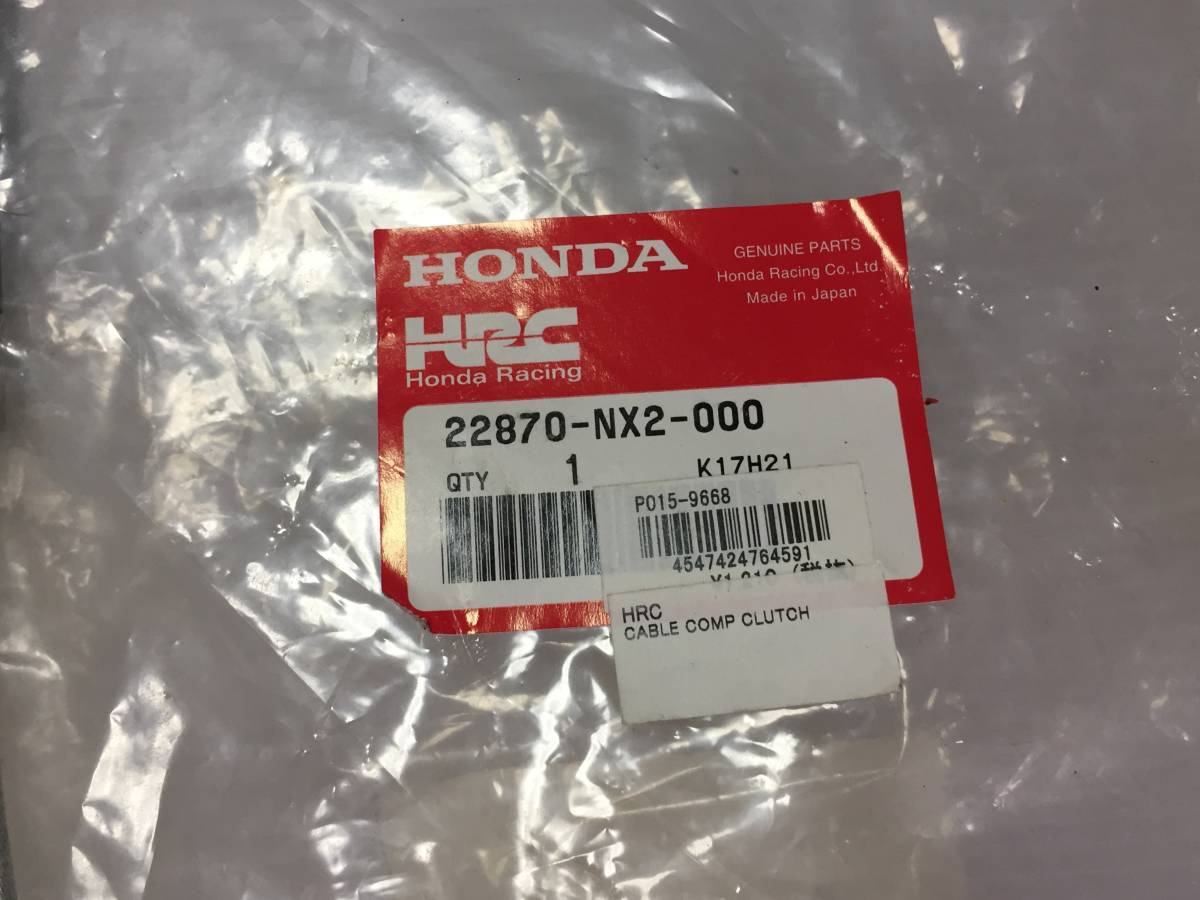 HONDA
GENUINE PARTS
Honda Racing Co.,Ltd.
Made in Japan
HRC
Honda Racing
22870-NX2-000
QTY 1 K17H21
P015-9668
4547424764591
HRC
CABLE COMP CLUTCH